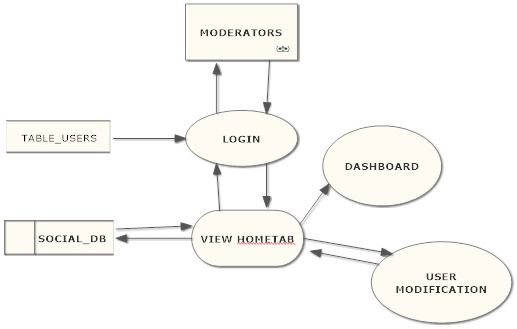 MODERATORS
TABLE_USERS
LOGIN
DASHBOARD
SOCIAL_DB
VIEW HOMETAB
USER
MODIFICATION